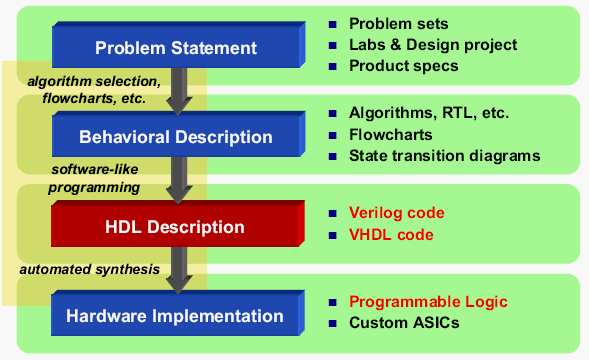 Problem Statement
Problem sets
Labs & Design project
Product specs
algorithm selection,
flowcharts, etc.
Behavioral Description
Algorithms, RTL, etc.
Flowcharts
State transition diagrams
software-like
programming
HDL Description
Verilog code
VHDL code
automated synthesis
Hardware Implementation
Programmable Logic
Custom ASICs